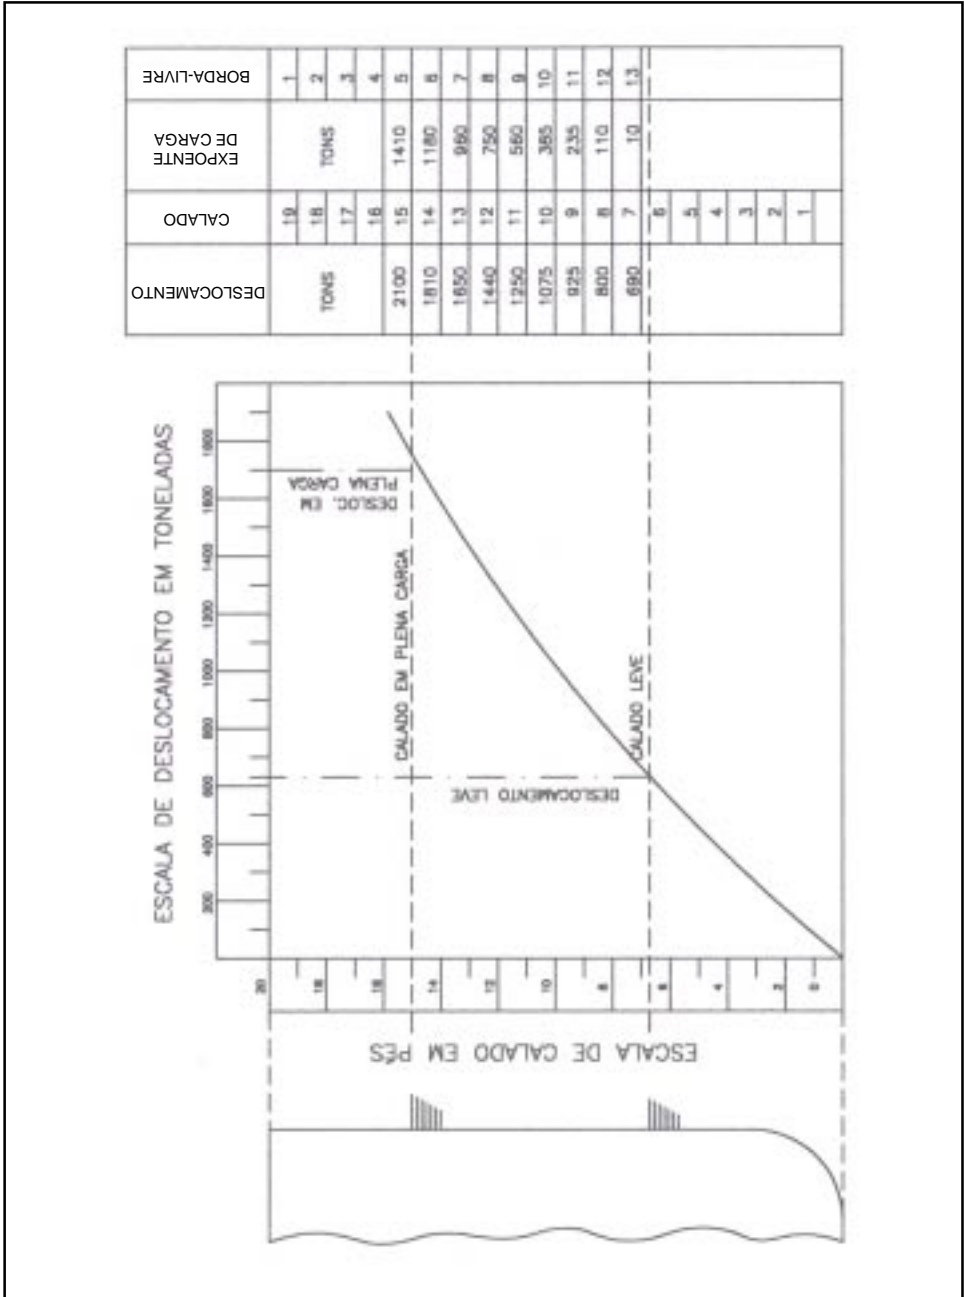 BORDA-LIVRE 1 2 3 4 5 6 7 8 9 10 11 12 13
EXPOENTE
DE CARGA
TONS 1410 1180 960 750 560 385 235 110 10
CALADO 19 18 17 16 15 14 13 12 11 10 9 8 7 6 5 4 3 2 1
DESLOCAMENTO TONS 2100 1810 1650 1440 1250 1075 925 800 690
ESCALA DE DESLOCAMENTO EM TONELADAS
200 400 600 800 1000 1200 1400 1600 1800
DESLOC. EM
PLENA CARGA
CALADO EM PLENA CARGA
CALADO LEVE
DESLOCAMENTO LEVE
20 18 16 14 12 10 8 6 4 2 0
ESCALA DE CALADO EM PÉS